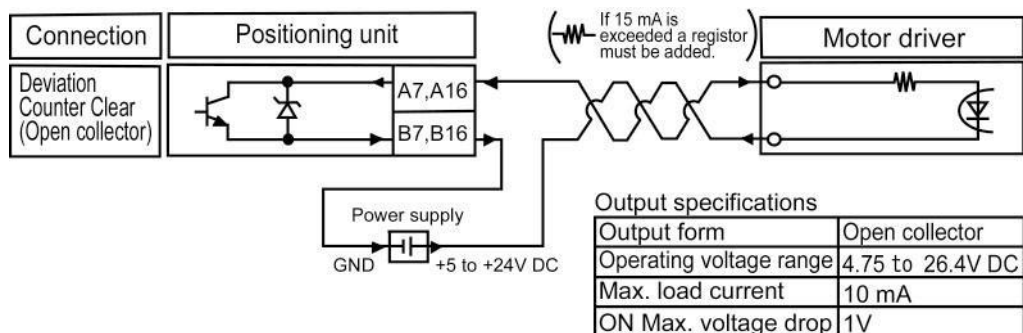 Connection
Positioning unit
If 15 mA is
exceeded a registor
must be added.
Motor driver
Deviation
Counter Clear
(Open collector)
A7,A16
B7,B16
Power supply
GND
+5 to +24V DC
Output specifications
Output form Open collector
Operating voltage range 4.75 to 26.4V DC
Max. load current 10 mA
ON Max. voltage drop 1V